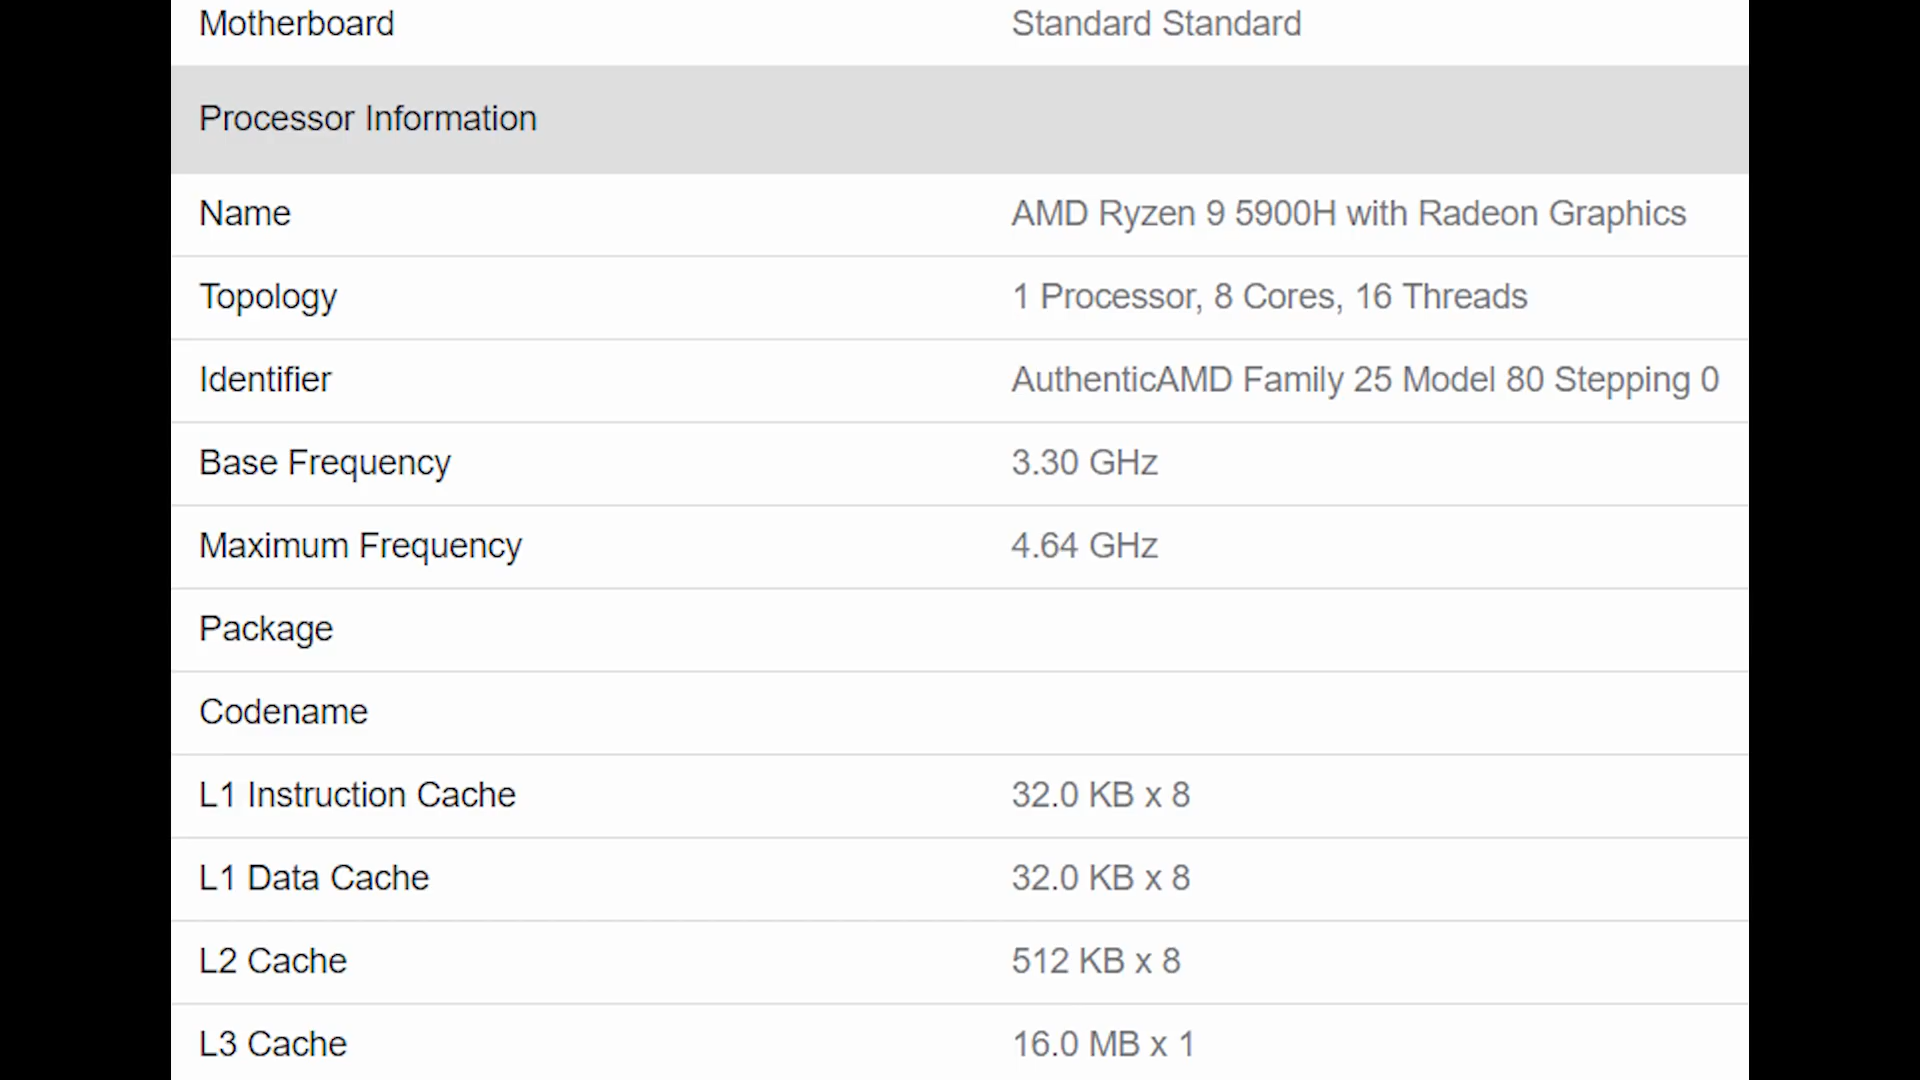 Motherboard Standard Standard
Processor Information
Name AMD Ryzen 9 5900H with Radeon Graphics
Topology 1 Processor, 8 Cores, 16 Threads
Identifier AuthenticAMD Family 25 Model 80 Stepping 0
Base Frequency 3.30 GHz
Maximum Frequency 4.64 GHz
Package
Codename
L1 Instruction Cache 32.0 KB x 8
L1 Data Cache 32.0 KB x 8
L2 Cache 512 KB x 8
L3 Cache 16.0 MB x 1